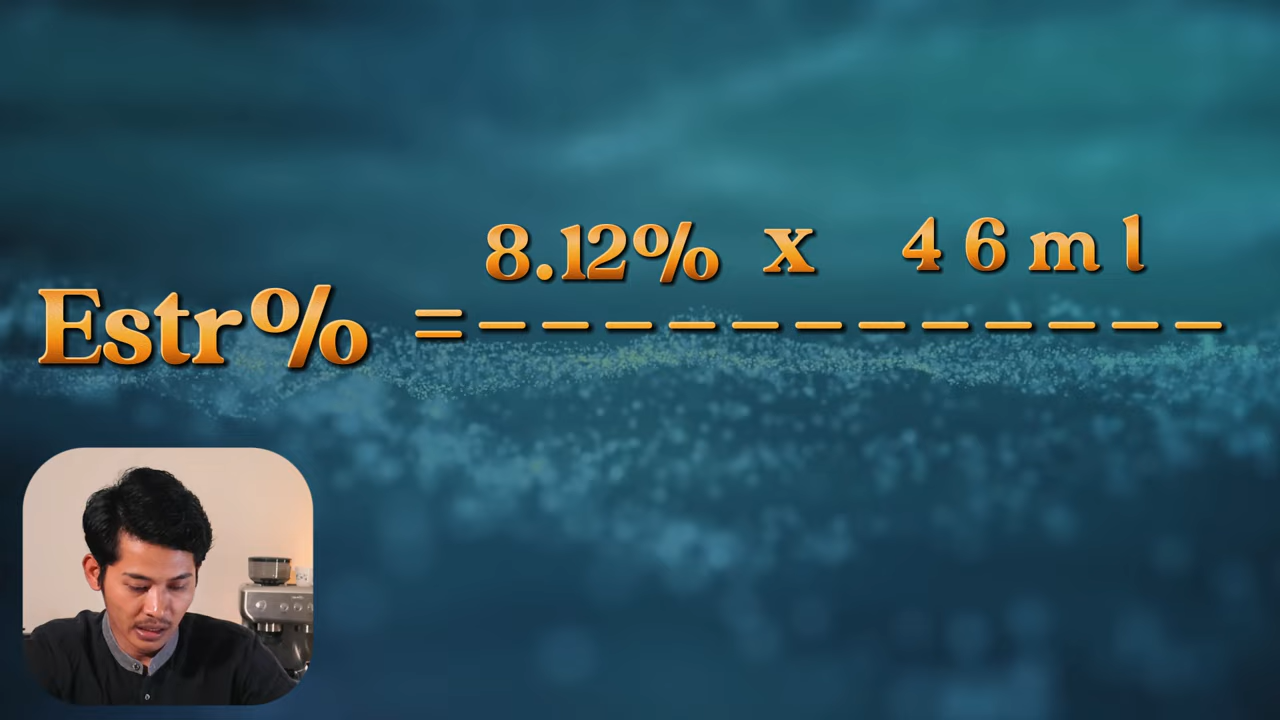 8.12% x 46ml
Estr% = – – – – – – – – – – – –